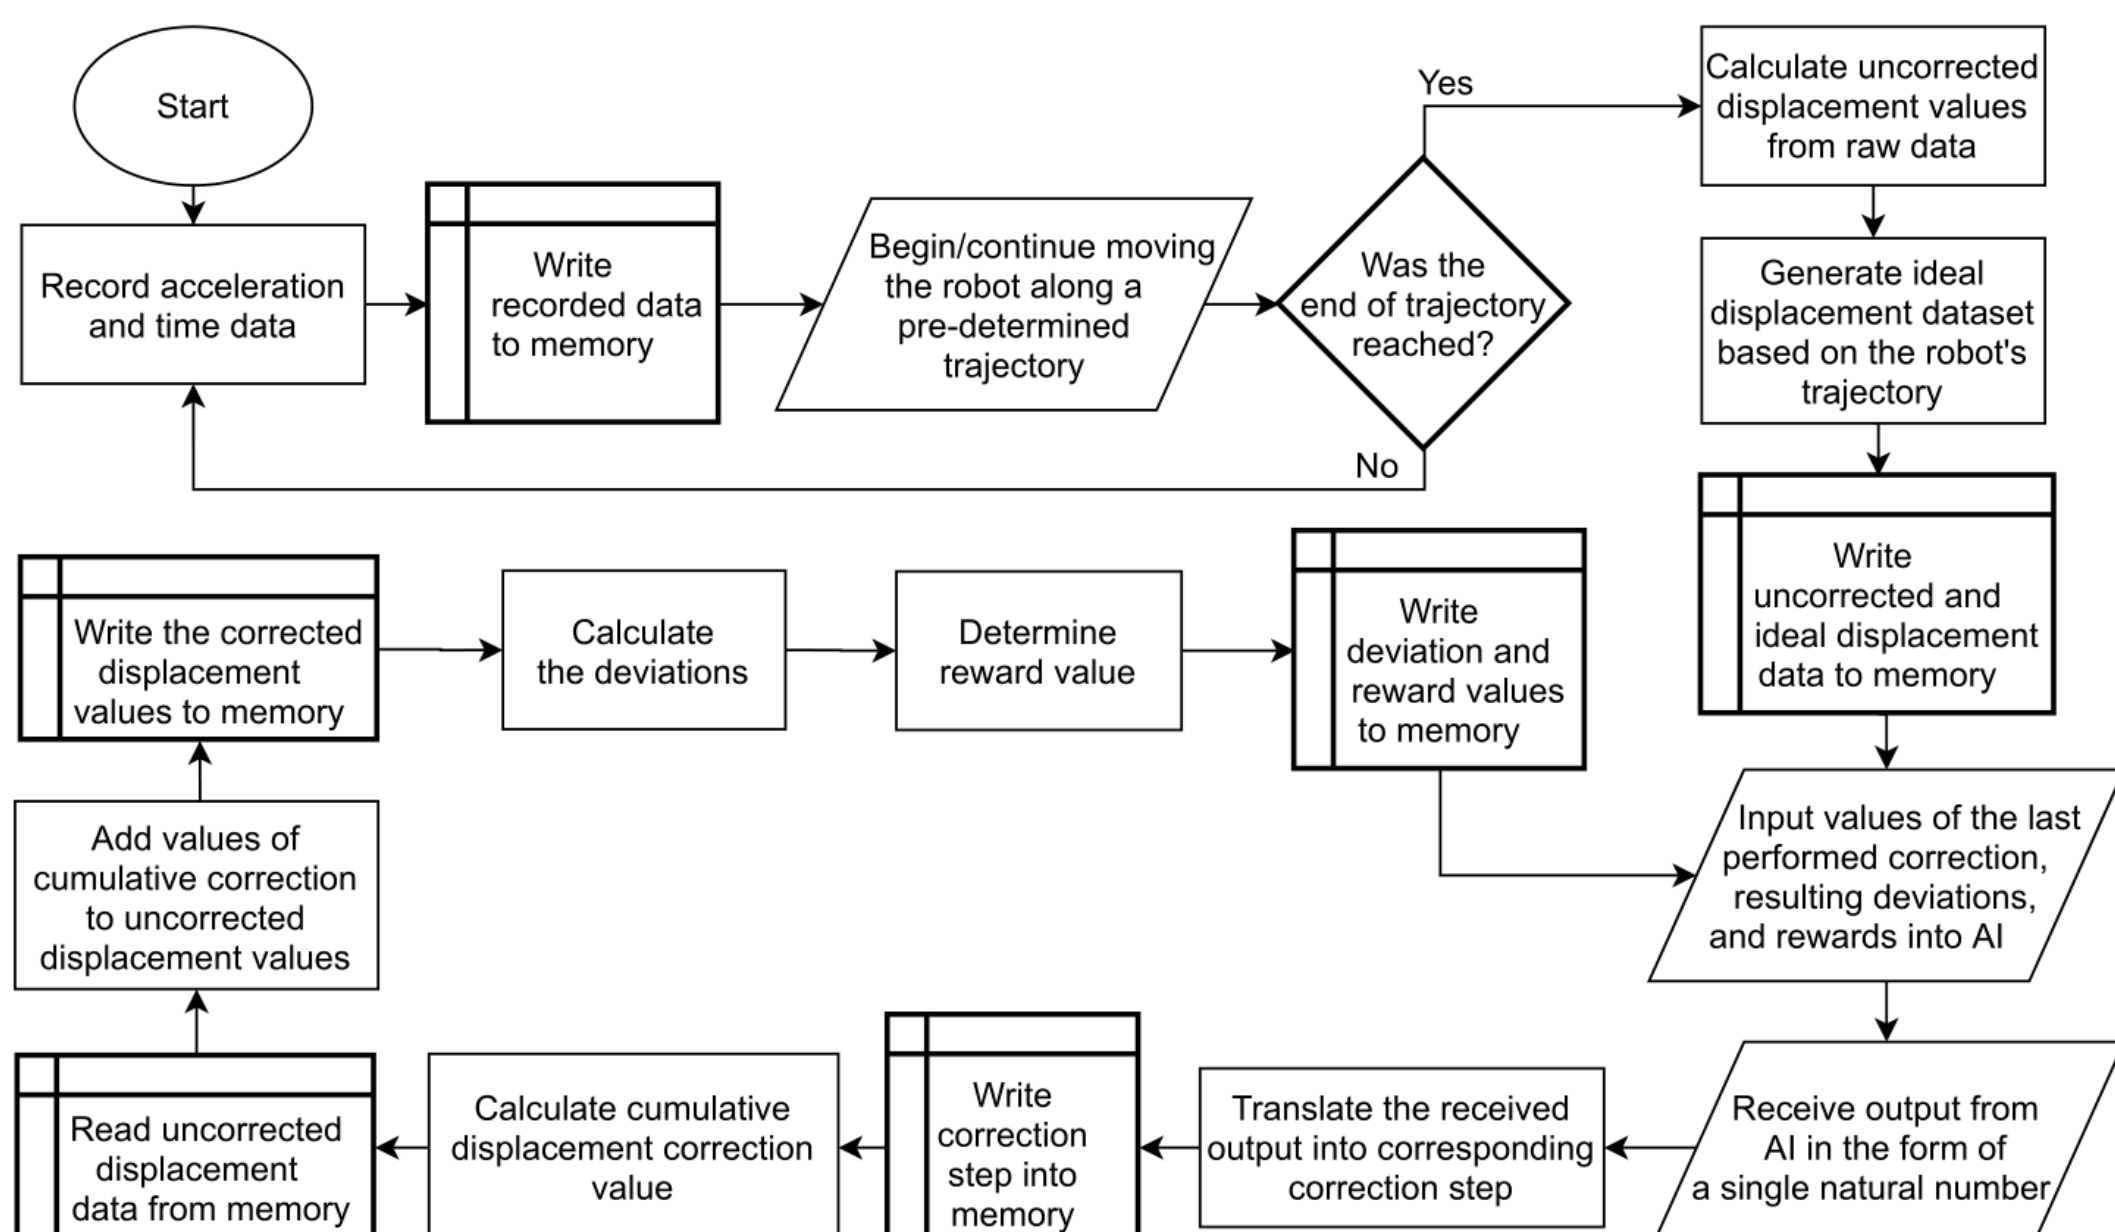 Start
Record acceleration
and time data
Write
recorded data
to memory
Begin/continue moving
the robot along a
pre-determined
trajectory
Was the
end of trajectory
reached?
Yes
No
Calculate uncorrected
displacement values
from raw data
Generate ideal
displacement dataset
based on the robot's
trajectory
Write
uncorrected and
ideal displacement
data to memory
Input values of the last
performed correction,
resulting deviations,
and rewards into AI
Receive output from
AI in the form of
a single natural number
Translate the received
output into corresponding
correction step
Write
correction
step into
memory
Calculate cumulative
displacement correction
value
Read uncorrected
displacement
data from memory
Add values of
cumulative correction
to uncorrected
displacement values
Write the corrected
displacement
values to memory
Calculate
the deviations
Determine
reward value
Write
deviation and
reward values
to memory